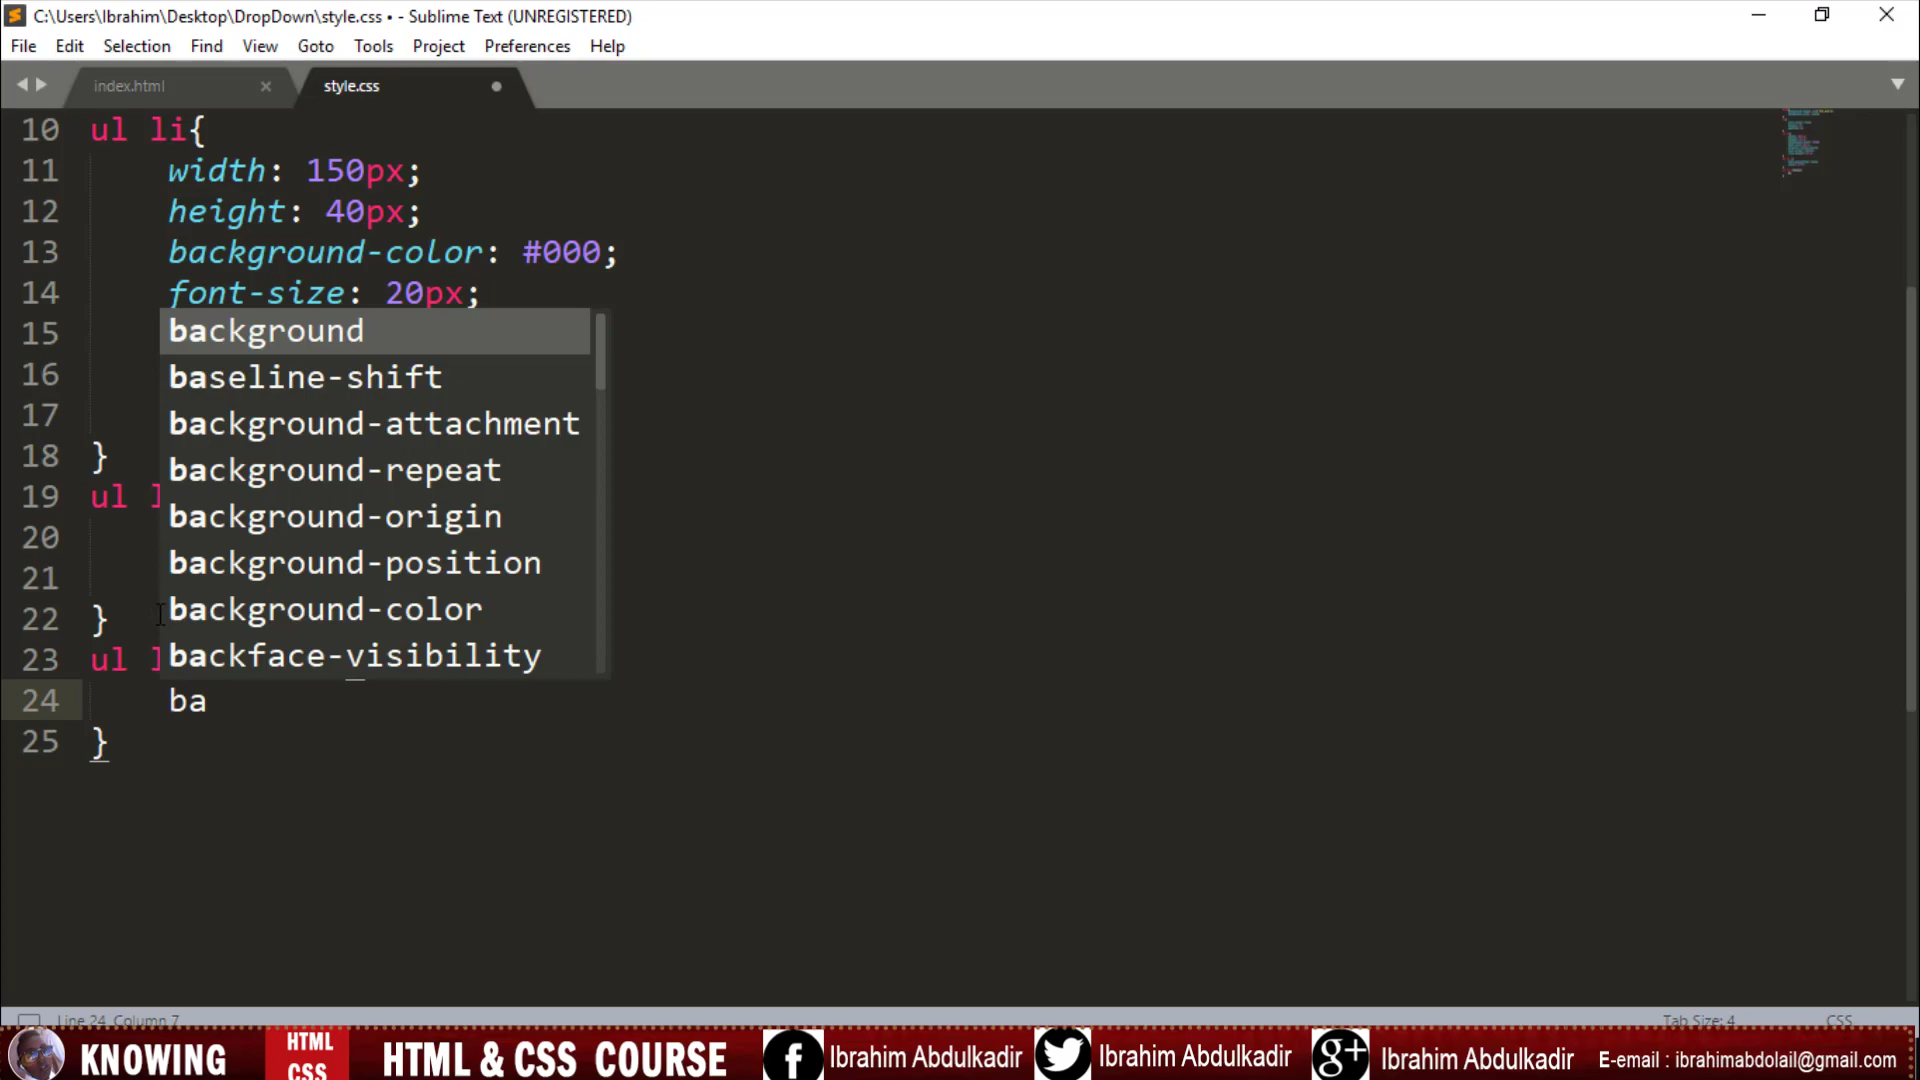 C:\Users\Ibrahim\Desktop\DropDown\style.css • - Sublime Text (UNREGISTERED)
File Edit Selection Find View Goto Tools Project Preferences Help
index.html × style.css
10 ul li{
11 width: 150px;
12 height: 40px;
13 background-color: #000;
14 font-size: 20px;
15 background
16 baseline-shift
background-attachment
17 background-repeat
18 }
19 ul l
background-origin
20 background-position
21 background-color
22 }
23 ul l
backface-visibility
24 ba
25 }
Line 24, Column 7 Tab Size: 4 CSS
KNOWING HTML CSS HTML & CSS COURSE f Ibrahim Abdulkadir Ibrahim Abdulkadir g+ Ibrahim Abdulkadir E-email : ibrahimabdolail@gmail.com